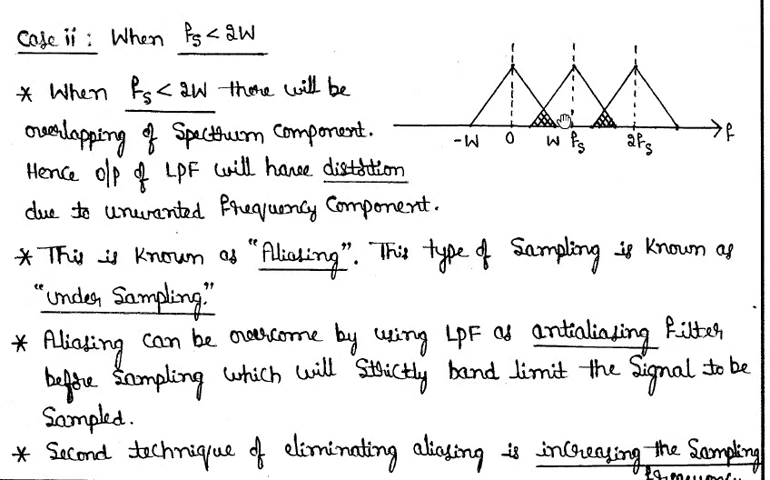 Case ii : When fs < 2W
* When fs < 2W there will be
overlapping of Spectrum Component.
Hence o/p of LPF will have distortion
due to unwanted frequency Component.
-W 0 W fs 2fs f
* This is known as "Aliasing". This type of Sampling is known as
"under Sampling."
* Aliasing can be overcome by using LPF as antialiasing filter
before sampling which will Strictly band limit the Signal to be
Sampled.
* Second technique of eliminating aliasing is increasing the Sampling
frequency